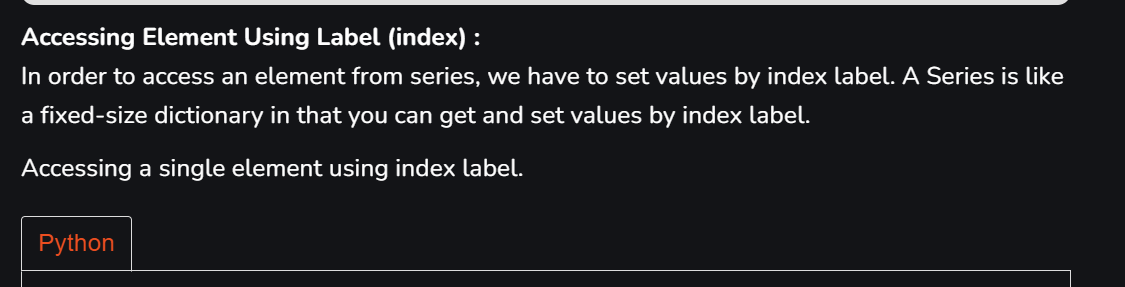 Accessing Element Using Label (index) :
In order to access an element from series, we have to set values by index label. A Series is like
a fixed-size dictionary in that you can get and set values by index label.
Accessing a single element using index label.
Python